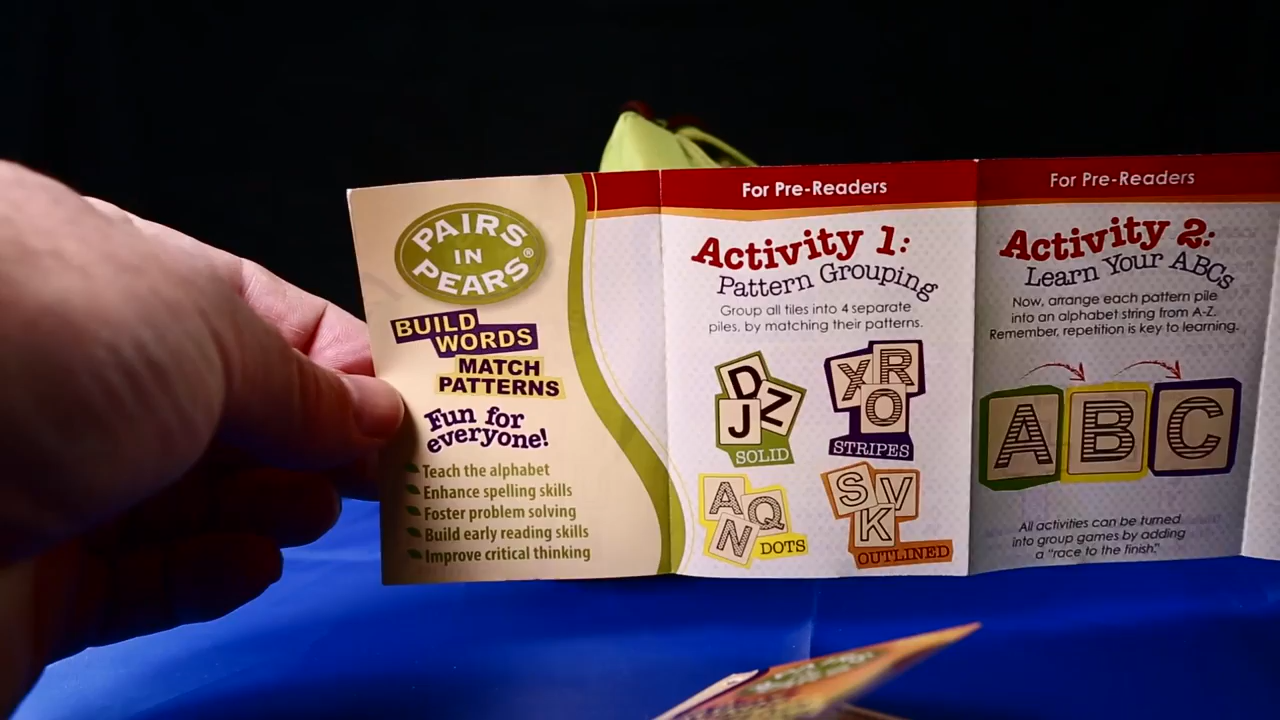 PAIRS
IN
PEARS®
BUILD
WORDS
MATCH
PATTERNS
Fun for
everyone!
Teach the alphabet
Enhance spelling skills
Foster problem solving
Build early reading skills
Improve critical thinking
For Pre-Readers
Activity 1:
Pattern Grouping
Group all tiles into 4 separate
piles, by matching their patterns.
D
J
Z
SOLID
X
R
O
STRIPES
A
Q
N
DOTS
S
V
K
OUTLINED
For Pre-Readers
Activity 2:
Learn Your ABCs
Now, arrange each pattern pile
into an alphabet string from A-Z.
Remember, repetition is key to learning.
A B C
All activities can be turned
into group games by adding
a "race to the finish."